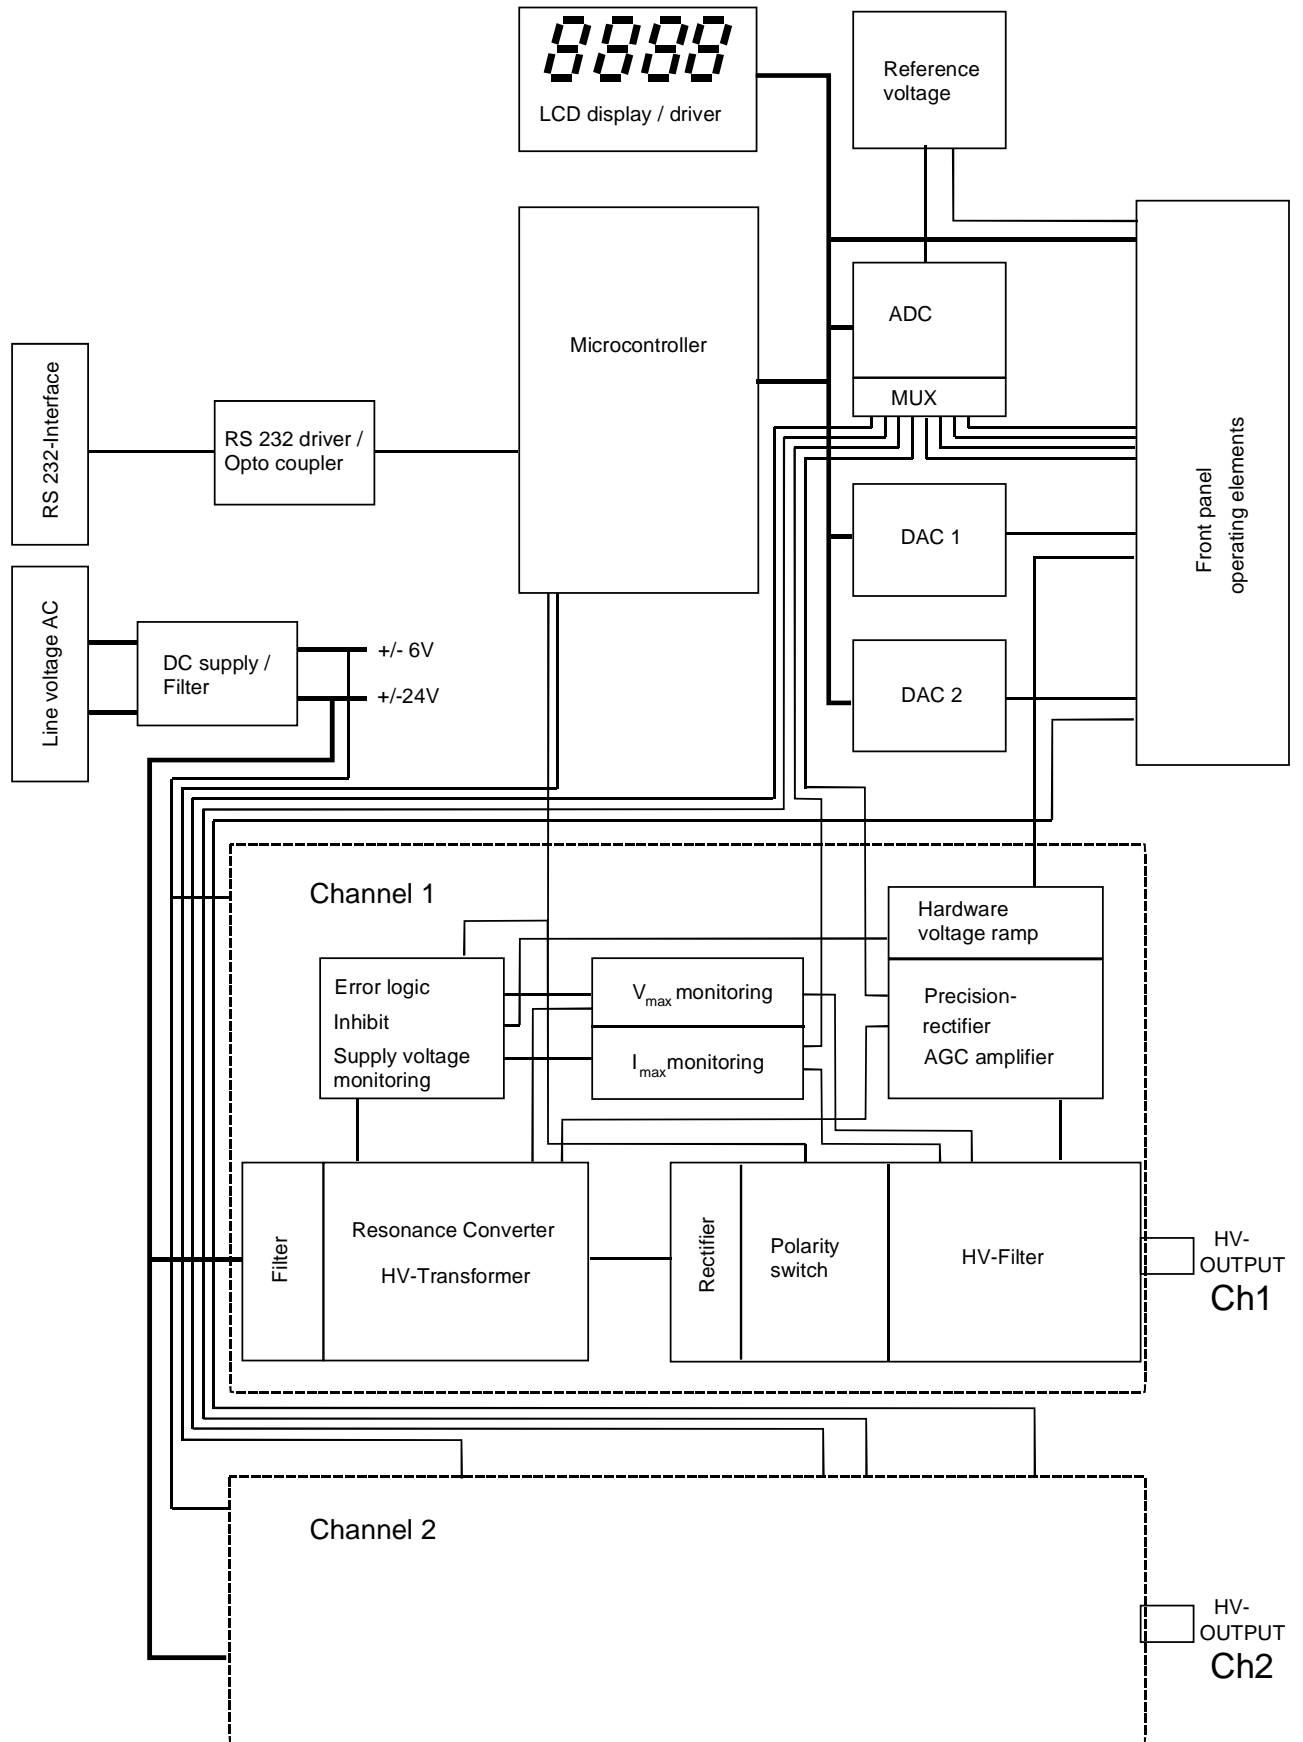 8888
LCD display / driver
Reference
voltage
Microcontroller
ADC
MUX
RS 232-Interface
RS 232 driver /
Opto coupler
Front panel
operating elements
DAC 1
Line voltage AC
DC supply /
Filter
+/- 6V
+/-24V
DAC 2
Channel 1
Hardware
voltage ramp
Error logic
Inhibit
Supply voltage
monitoring
Vmax monitoring
Imax monitoring
Precision-
rectifier
AGC amplifier
Filter
Resonance Converter
HV-Transformer
Rectifier
Polarity
switch
HV-Filter
HV-
OUTPUT
Ch1
Channel 2
HV-
OUTPUT
Ch2